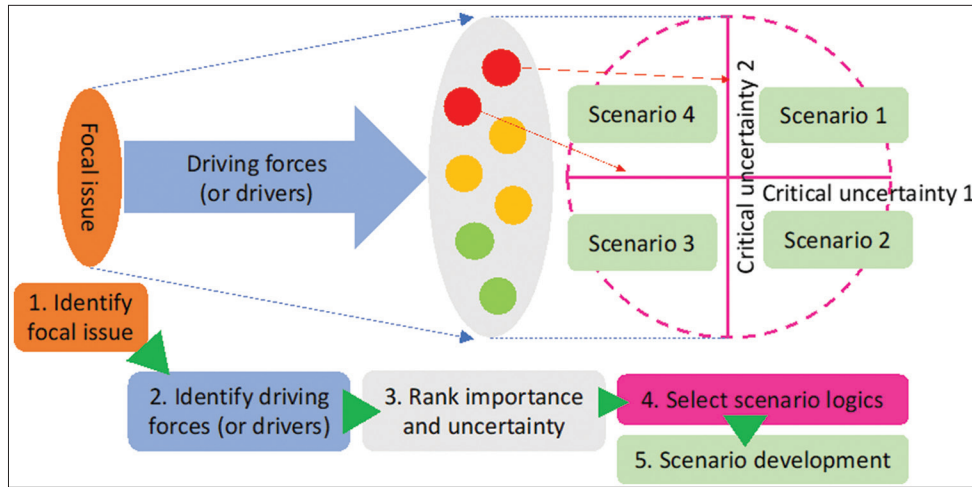 Focal issue
Driving forces
(or drivers)
Scenario 4
Scenario 1
Critical uncertainty 2
Critical uncertainty 1
Scenario 3
Scenario 2
1. Identify
focal issue
2. Identify driving
forces (or drivers)
3. Rank importance
and uncertainty
4. Select scenario logics
5. Scenario development